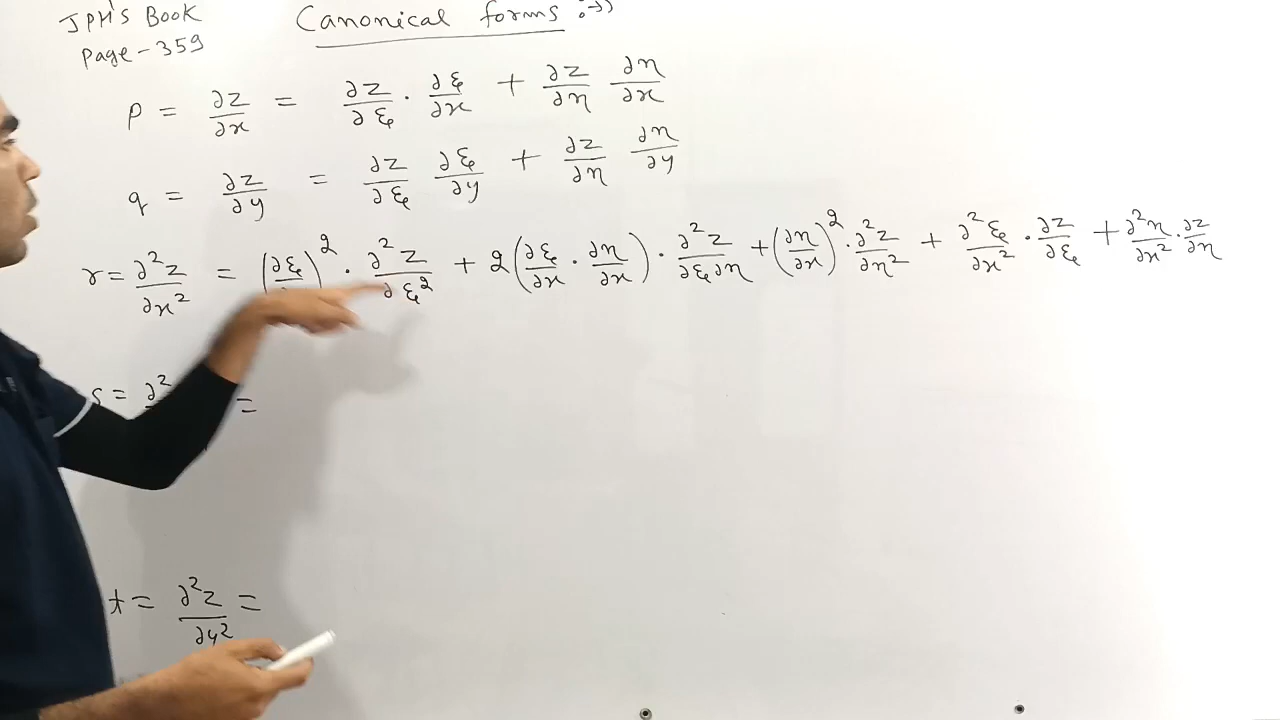 JPH'S Book
Page-359
Canonical forms :→
p = ∂z/∂x = ∂z/∂ξ · ∂ξ/∂x + ∂z/∂η ∂η/∂x
q = ∂z/∂y = ∂z/∂ξ ∂ξ/∂y + ∂z/∂η ∂η/∂y
r = ∂²z/∂x² = (∂ξ/ )² · ∂²z/∂ξ² + 2(∂ξ/∂x · ∂η/∂x) · ∂²z/∂ξ∂η + (∂η/∂x)² · ∂²z/∂η² + ∂²ξ/∂x² · ∂z/∂ξ + ∂²η/∂x² · ∂z/∂η
s = ∂² =
t = ∂²z/∂y² =